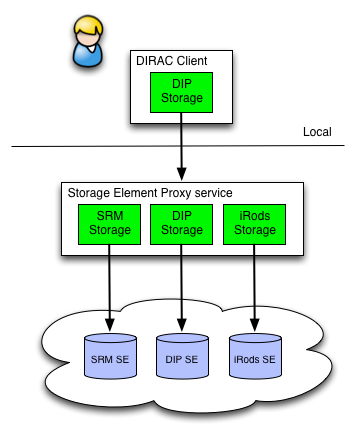 DIRAC Client
DIP
Storage
Local
Storage Element Proxy service
SRM
Storage
DIP
Storage
iRods
Storage
SRM SE
DIP SE
iRods SE